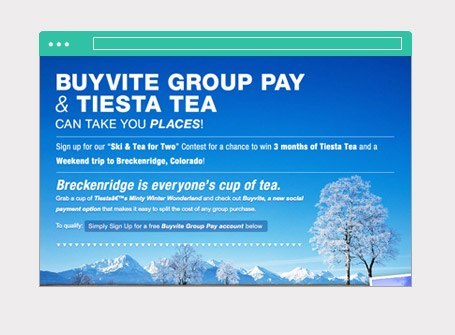 BUYVITE GROUP PAY
& TIESTA TEA
CAN TAKE YOU PLACES!
Sign up for our "Ski & Tea for Two" Contest for a chance to win 3 months of Tiesta Tea and a
Weekend trip to Breckenridge, Colorado!
Breckenridge is everyone's cup of tea.
Grab a cup of Tiestaâ€™s Minty Winter Wonderland and check out Buyvite, a new social
payment option that makes it easy to split the cost of any group purchase.
To qualify: Simply Sign Up for a free Buyvite Group Pay account below